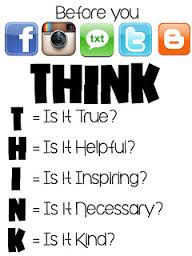 Before you
f txt t B
THINK
T = Is it True?
H = Is it Helpful?
I = Is it Inspiring?
N = Is it Necessary?
K = Is it Kind?